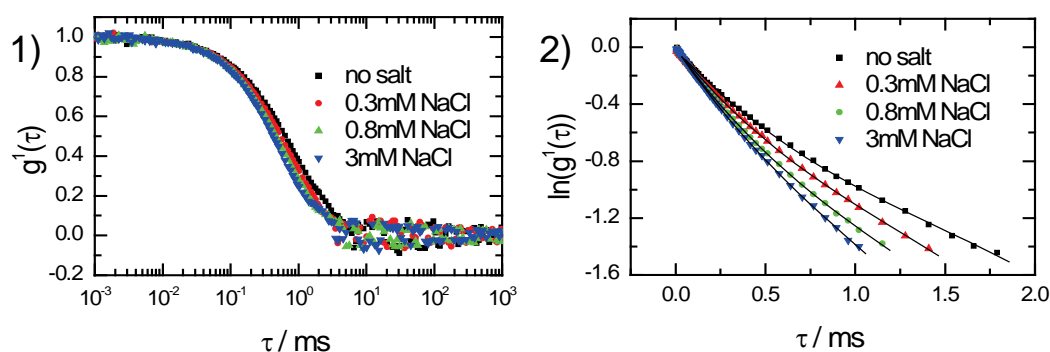 1)
g¹(τ)
1.0
0.8
0.6
0.4
0.2
0.0
-0.2
no salt
0.3mM NaCl
0.8mM NaCl
3mM NaCl
10⁻³ 10⁻² 10⁻¹ 10⁰ 10¹ 10² 10³
τ / ms
2)
ln(g¹(τ))
0.0
-0.4
-0.8
-1.2
-1.6
no salt
0.3mM NaCl
0.8mM NaCl
3mM NaCl
0.0 0.5 1.0 1.5 2.0
τ / ms